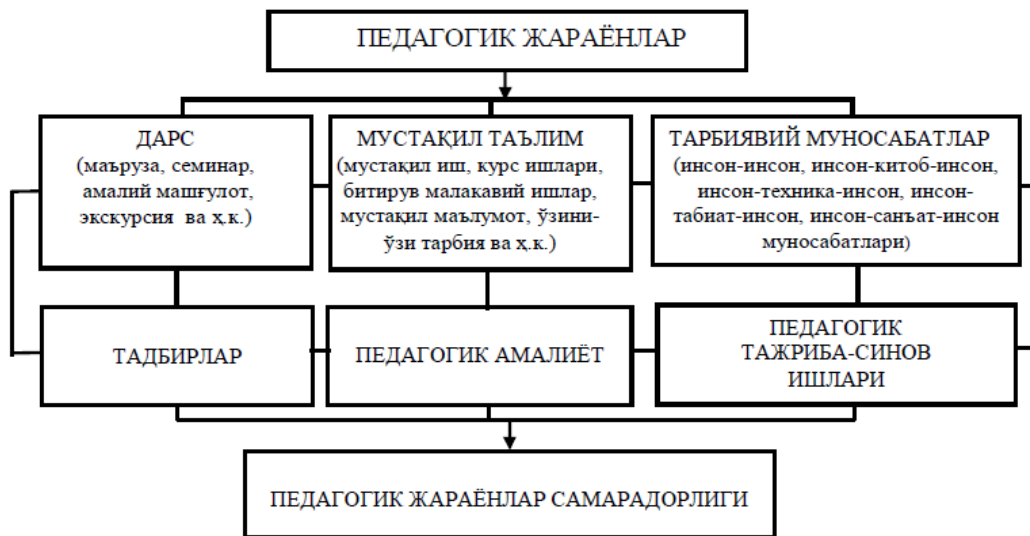 ПЕДАГОГИК ЖАРАЁНЛАР
ДАРС
(маъруза, семинар,
амалий машғулот,
экскурсия ва ҳ.к.)
МУСТАҚИЛ ТАЪЛИМ
(мустақил иш, курс ишлари,
битирув малакавий ишлар,
мустақил маълумот, ўзини-
ўзи тарбия ва ҳ.к.)
ТАРБИЯВИЙ МУНОСАБАТЛАР
(инсон-инсон, инсон-китоб-инсон,
инсон-техника-инсон, инсон-
табиат-инсон, инсон-санъат-инсон
муносабатлари)
ТАДБИРЛАР
ПЕДАГОГИК АМАЛИЁТ
ПЕДАГОГИК
ТАЖРИБА-СИНОВ
ИШЛАРИ
ПЕДАГОГИК ЖАРАЁНЛАР САМАРАДОРЛИГИ